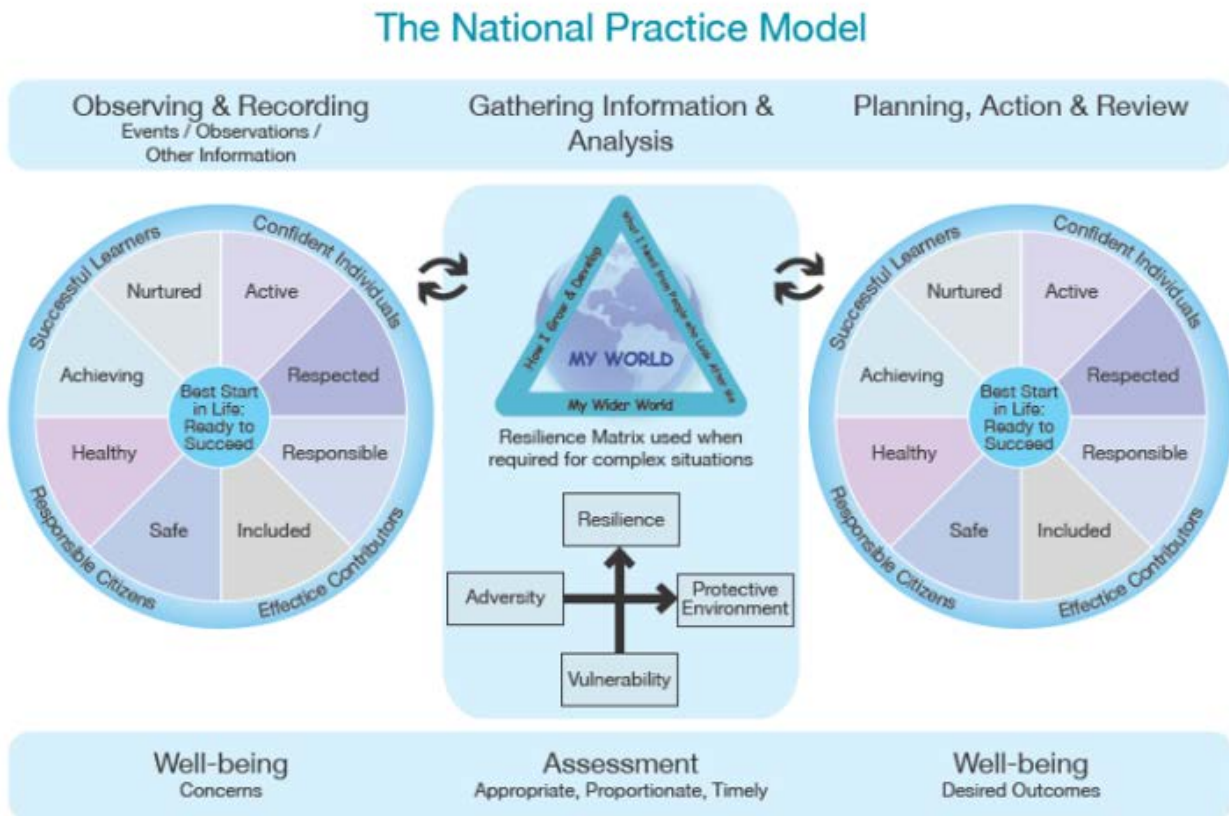 The National Practice Model
Observing & Recording
Events / Observations /
Other Information
Gathering Information &
Analysis
Planning, Action & Review
Successful Learners
Confident Individuals
Nurtured
Active
Achieving
Respected
Best Start
in Life:
Ready to
Succeed
Healthy
Responsible
Safe
Included
Responsible Citizens
Effectice Contributors
How I Grow & Develop
What I Need from People who Look After Me
MY WORLD
My Wider World
Resilience Matrix used when
required for complex situations
Resilience
Adversity
Protective
Environment
Vulnerability
Successful Learners
Confident Individuals
Nurtured
Active
Achieving
Respected
Best Start
in Life:
Ready to
Succeed
Healthy
Responsible
Safe
Included
Responsible Citizens
Effectice Contributors
Well-being
Concerns
Assessment
Appropriate, Proportionate, Timely
Well-being
Desired Outcomes